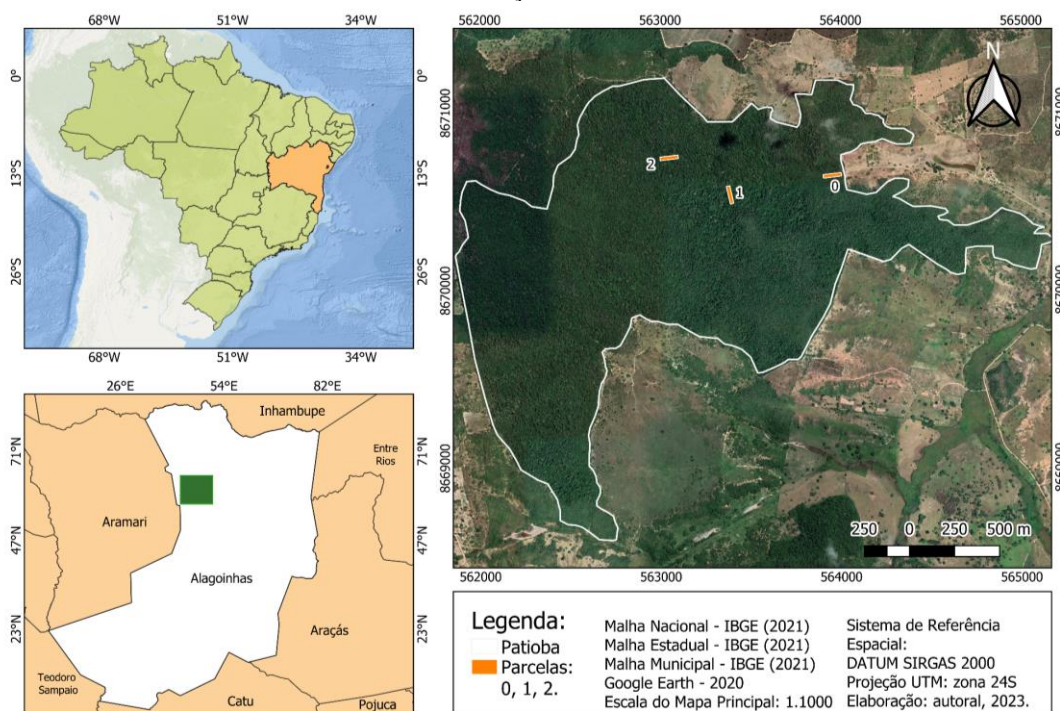 68°W 51°W 34°W
0°
13°S
26°S
0°
13°S
26°S
68°W 51°W 34°W
26°E 54°E 82°E
71°N
47°N
23°N
71°N
47°N
23°N
Inhambupe
Entre
Rios
Aramari
Alagoinhas
Araçás
Teodoro
Sampaio
Catu
Pojuca
562000 563000 564000 565000
8671000
8670000
8669000
8671000
8670000
8669000
N
2
1
0
250 0 250 500 m
562000 563000 564000 565000
Legenda:
Patioba
Parcelas:
0, 1, 2.
Malha Nacional - IBGE (2021)
Malha Estadual - IBGE (2021)
Malha Municipal - IBGE (2021)
Google Earth - 2020
Escala do Mapa Principal: 1.1000
Sistema de Referência
Espacial:
DATUM SIRGAS 2000
Projeção UTM: zona 24S
Elaboração: autoral, 2023.